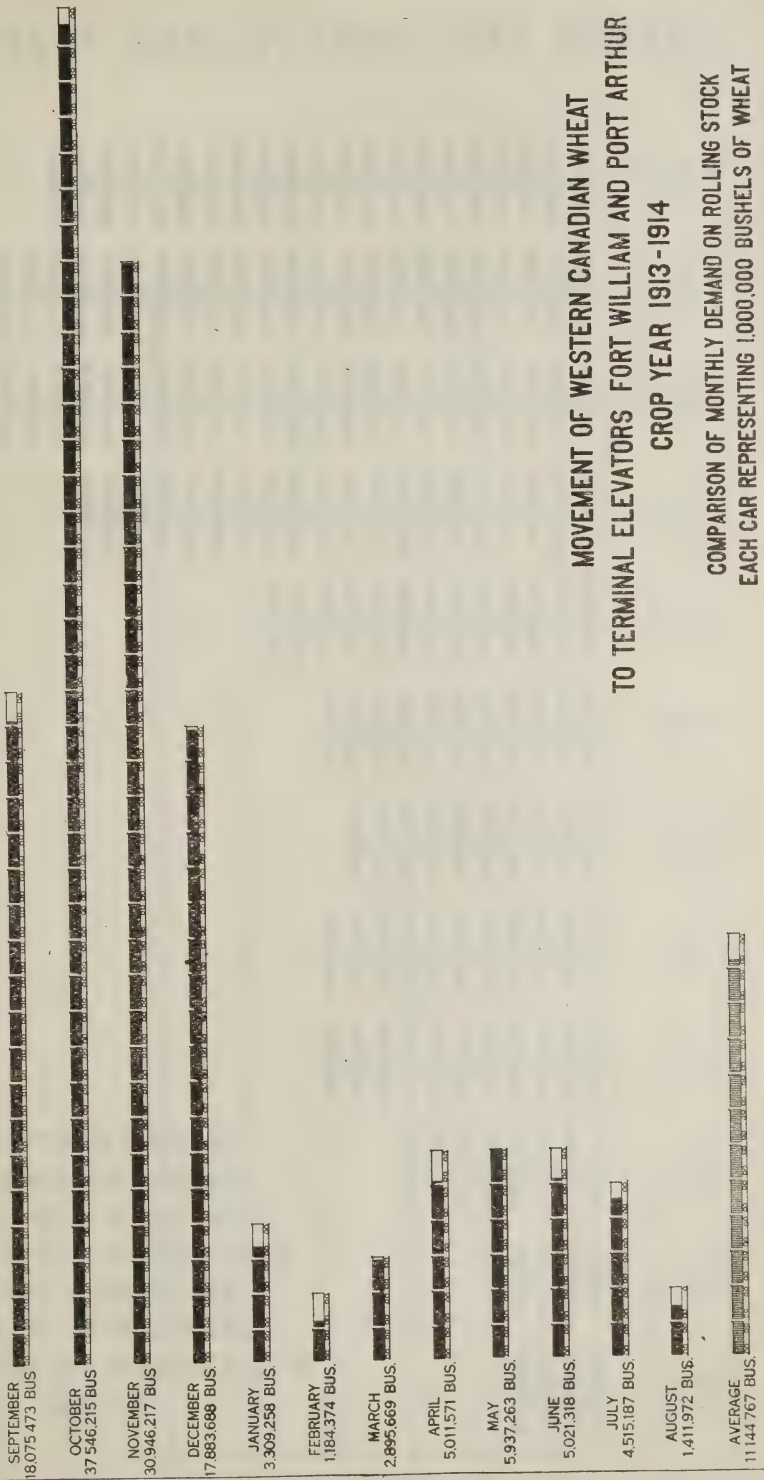 SEPTEMBER
18.075 473 BUS
OCTOBER
37 546,215 BUS
NOVEMBER
30.946,217 BUS.
DECEMBER
17.883.688 BUS.
JANUARY
3.309.258 BUS.
FEBRUARY
1,184.374 BUS.
MARCH
2,895,669 BUS.
APRIL
5,011,571 BUS.
MAY
5.937,263 BUS.
JUNE
5,021,318 BUS.
JULY
4,515.187 BUS.
AUGUST
1,411,972 BUS.
AVERAGE
11 144 767 BUS.
MOVEMENT OF WESTERN CANADIAN WHEAT
TO TERMINAL ELEVATORS FORT WILLIAM AND PORT ARTHUR
CROP YEAR 1913-1914
COMPARISON OF MONTHLY DEMAND ON ROLLING STOCK
EACH CAR REPRESENTING 1,000,000 BUSHELS OF WHEAT